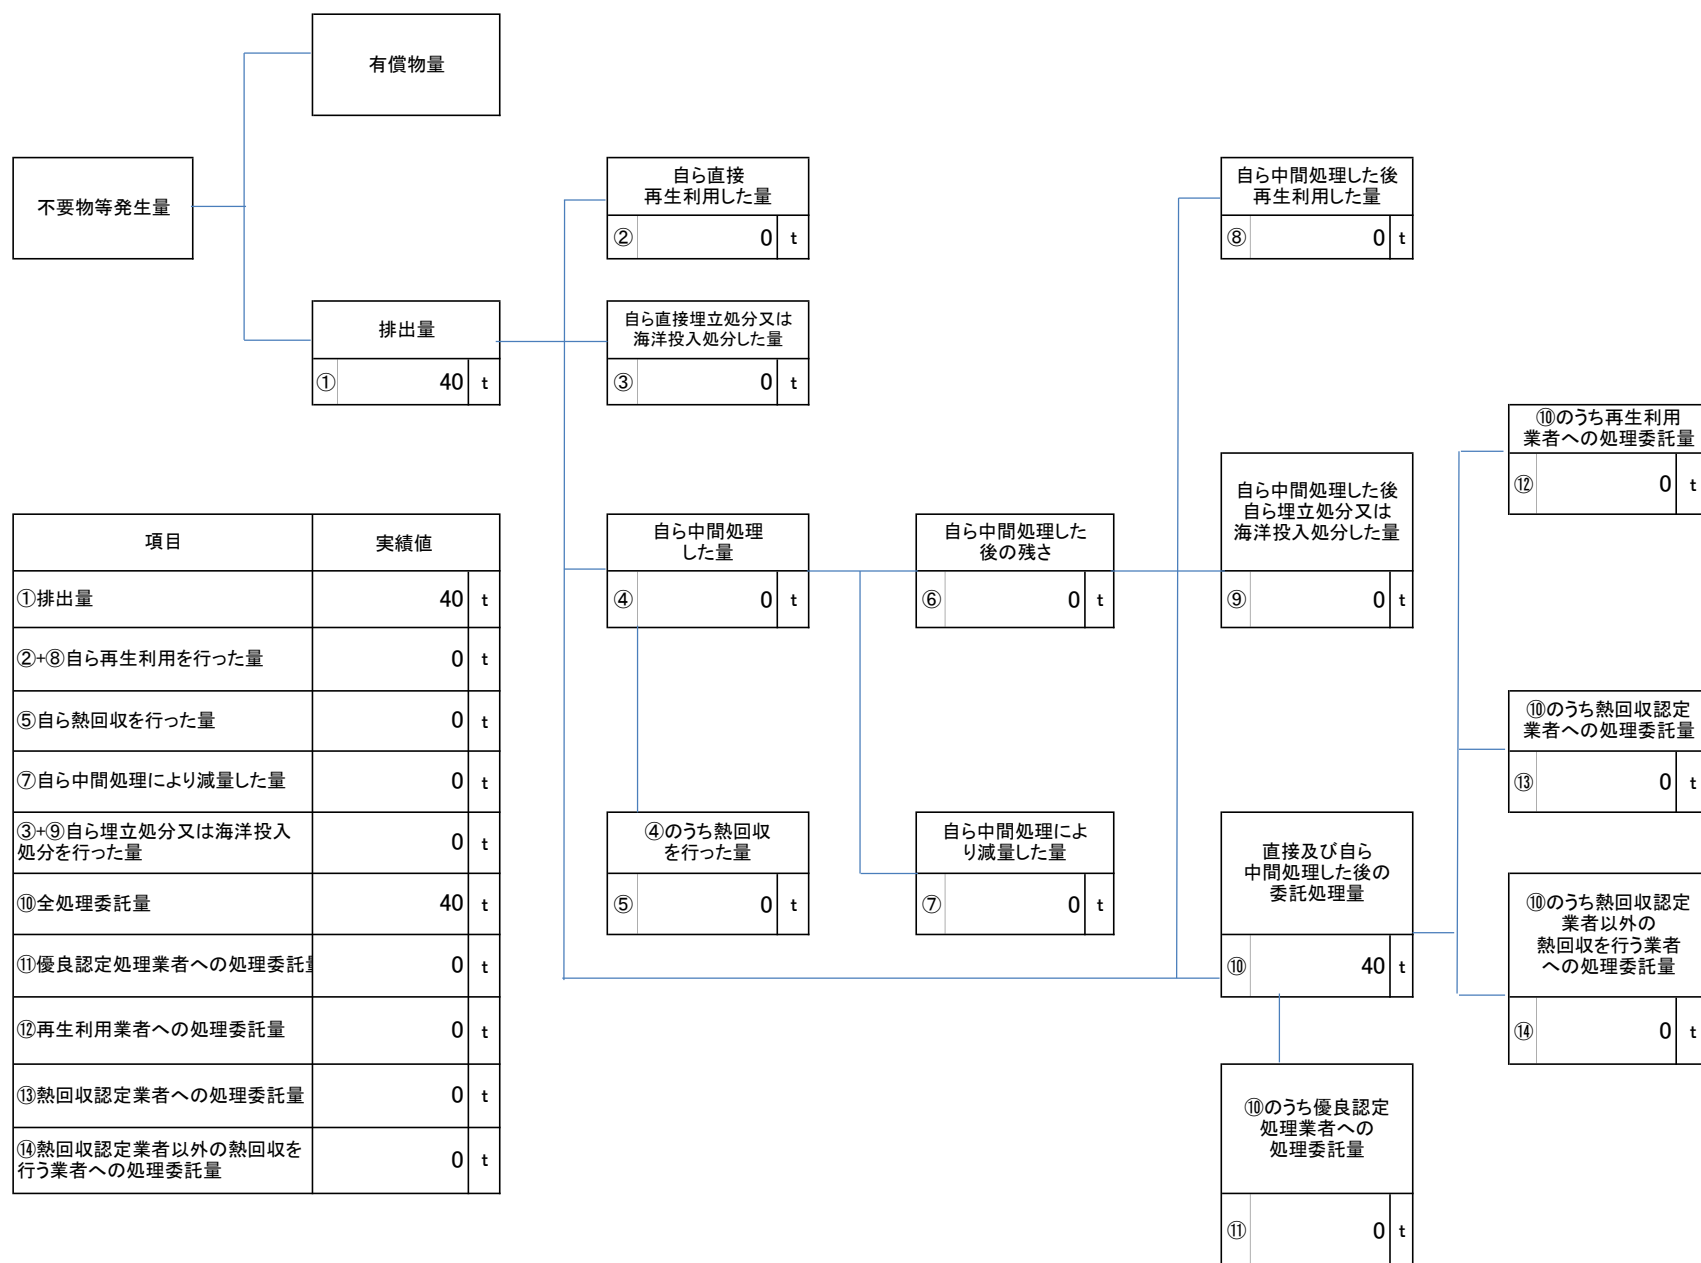 有償物量
不要物等発生量
排出量
① 40 t
自ら直接
再生利用した量
② 0 t
自ら直接埋立処分又は
海洋投入処分した量
③ 0 t
自ら中間処理
した量
④ 0 t
④のうち熱回収
を行った量
⑤ 0 t
自ら中間処理した
後の残さ
⑥ 0 t
自ら中間処理によ
り減量した量
⑦ 0 t
自ら中間処理した後
再生利用した量
⑧ 0 t
自ら中間処理した後
自ら埋立処分又は
海洋投入処分した量
⑨ 0 t
直接及び自ら
中間処理した後の
委託処理量
⑩ 40 t
⑩のうち優良認定
処理業者への
処理委託量
⑪ 0 t
⑩のうち再生利用
業者への処理委託量
⑫ 0 t
⑩のうち熱回収認定
業者への処理委託量
⑬ 0 t
⑩のうち熱回収認定
業者以外の
熱回収を行う業者
への処理委託量
⑭ 0 t
項目 実績値
①排出量 40 t
②+⑧自ら再生利用を行った量 0 t
⑤自ら熱回収を行った量 0 t
⑦自ら中間処理により減量した量 0 t
③+⑨自ら埋立処分又は海洋投入
処分を行った量 0 t
⑩全処理委託量 40 t
⑪優良認定処理業者への処理委託 0 t
⑫再生利用業者への処理委託量 0 t
⑬熱回収認定業者への処理委託量 0 t
⑭熱回収認定業者以外の熱回収を
行う業者への処理委託量 0 t